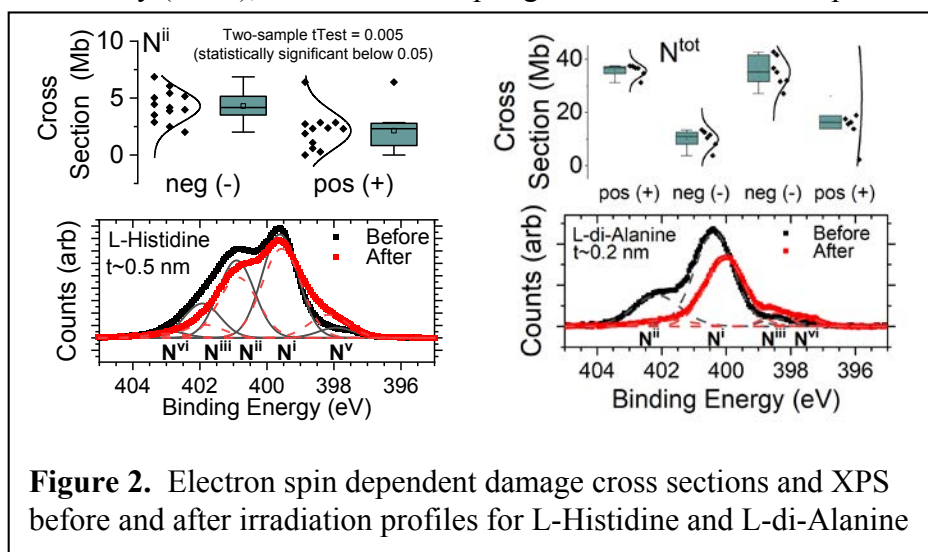 10
5
0
Cross
Section (Mb)
N^ii
Two-sample tTest = 0.005
(statistically significant below 0.05)
neg (-) pos (+)
40
20
0
Cross
Section (Mb)
N^tot
pos (+) neg (-) neg (-) pos (+)
Counts (arb)
L-Histidine
t~0.5 nm
Before
After
N^vi N^iii N^ii N^i N^v
404 402 400 398 396
Binding Energy (eV)
Counts (arb)
L-di-Alanine
t~0.2 nm
Before
After
N^ii N^i N^iii N^vi
404 402 400 398 396
Binding Energy (eV)
Figure 2. Electron spin dependent damage cross sections and XPS
before and after irradiation profiles for L-Histidine and L-di-Alanine